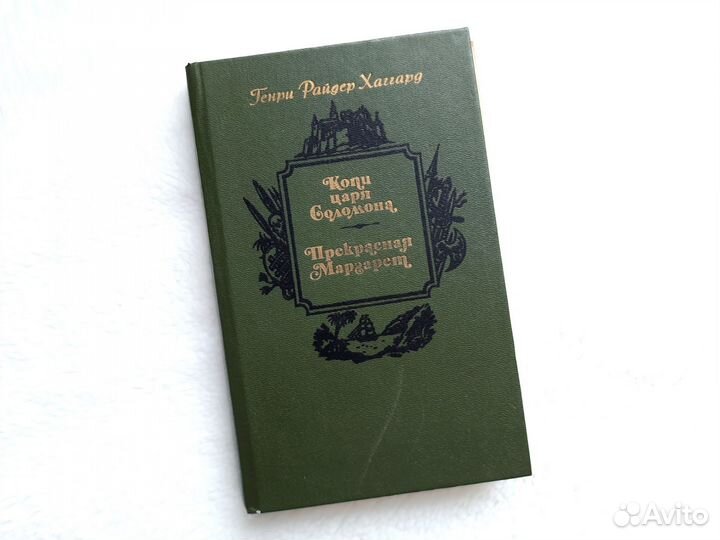 Генри Райдер Хаггард
Копи
царя
Соломона
Прекрасная
Маргарет
Avito